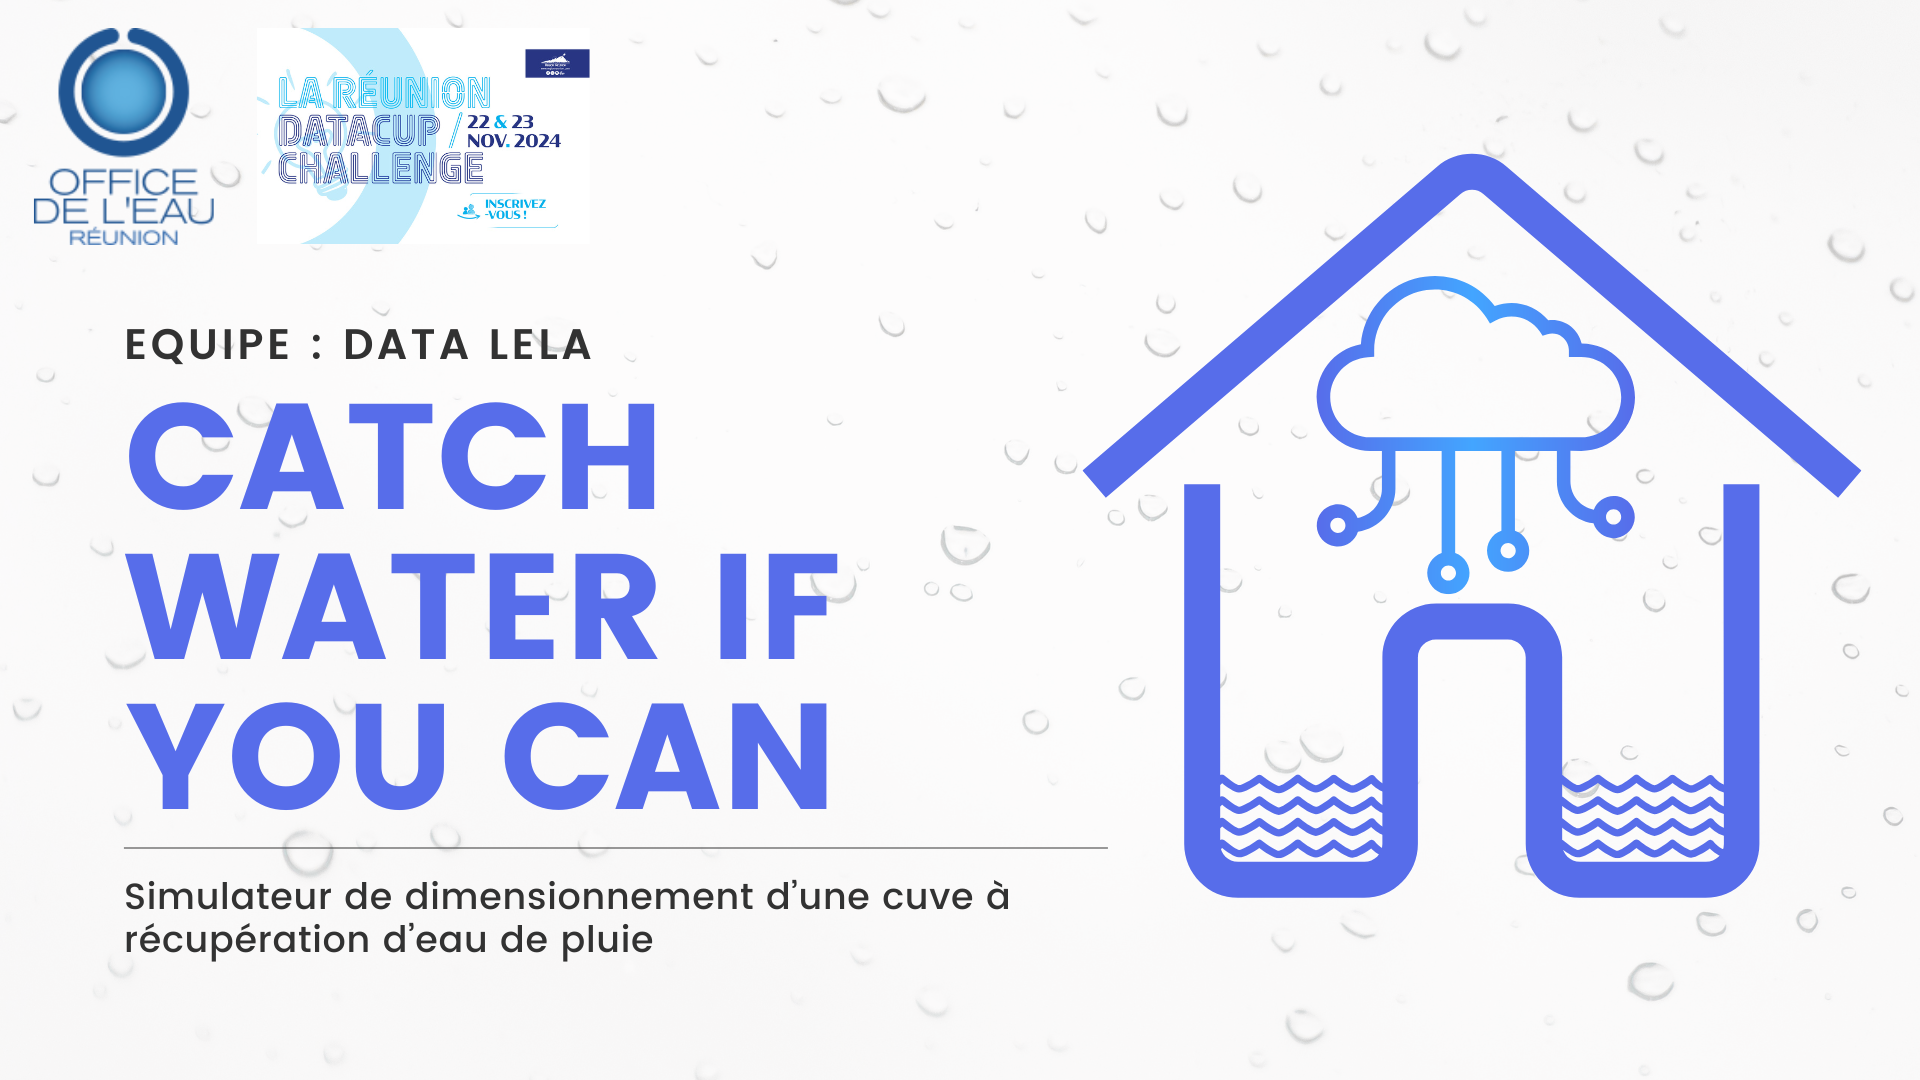 OFFICE
DE L'EAU
RÉUNION
LA RÉUNION
DATACUP
CHALLENGE
22 & 23
NOV. 2024
INSCRIVEZ
-VOUS !
EQUIPE : DATA LELA
CATCH
WATER IF
YOU CAN
Simulateur de dimensionnement d’une cuve à
récupération d’eau de pluie